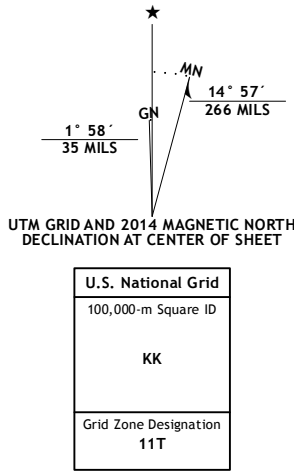 ★
MN
GN
14° 57´
266 MILS
1° 58´
35 MILS
UTM GRID AND 2014 MAGNETIC NORTH
DECLINATION AT CENTER OF SHEET
U.S. National Grid
100,000-m Square ID
KK
Grid Zone Designation
11T